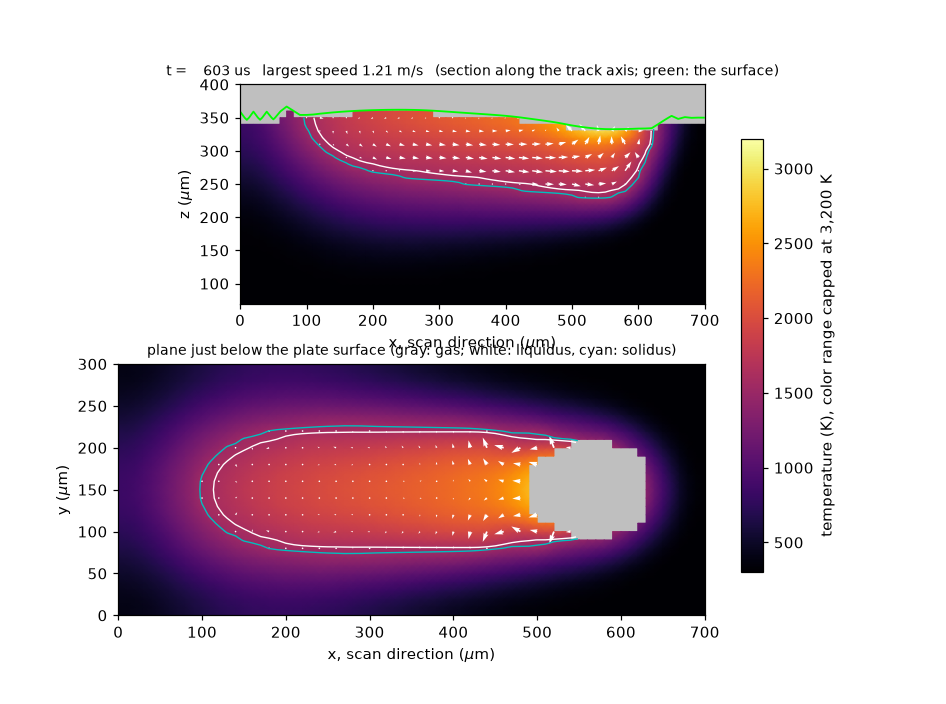 t =    603 us   largest speed 1.21 m/s   (section along the track axis; green: the surface)
400
350
300
250
200
150
100
z (μm)
0 100 200 300 400 500 600 700
x, scan direction (μm)
plane just below the plate surface (gray: gas; white: liquidus, cyan: solidus)
300
250
200
150
100
50
0
y (μm)
0 100 200 300 400 500 600 700
x, scan direction (μm)
3000
2500
2000
1500
1000
500
temperature (K), color range capped at 3,200 K